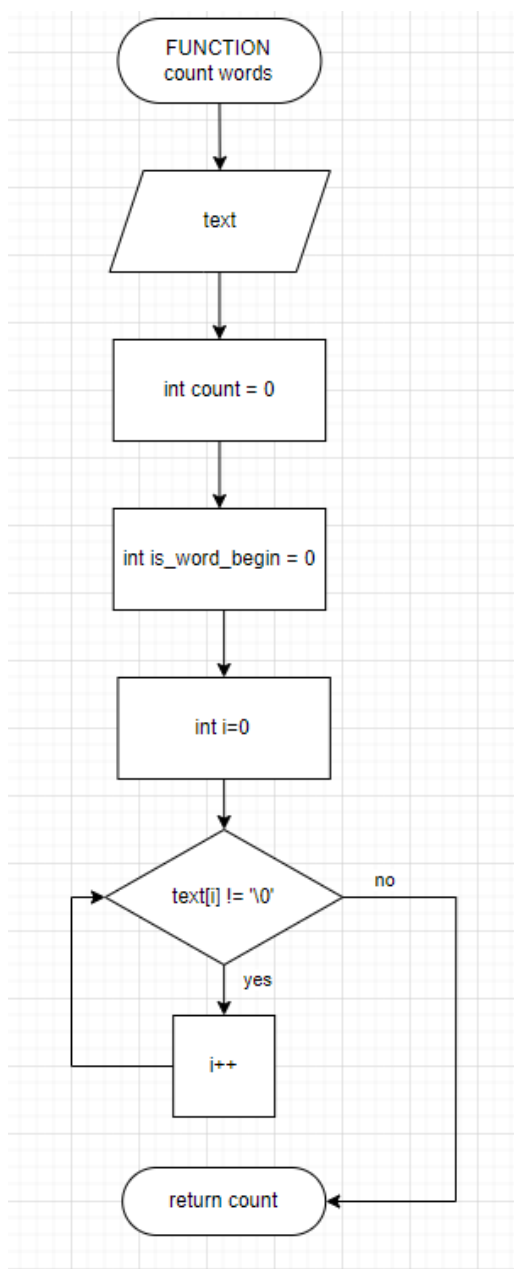 FUNCTION
count words
text
int count = 0
int is_word_begin = 0
int i=0
text[i] != '\0'
no
yes
i++
return count